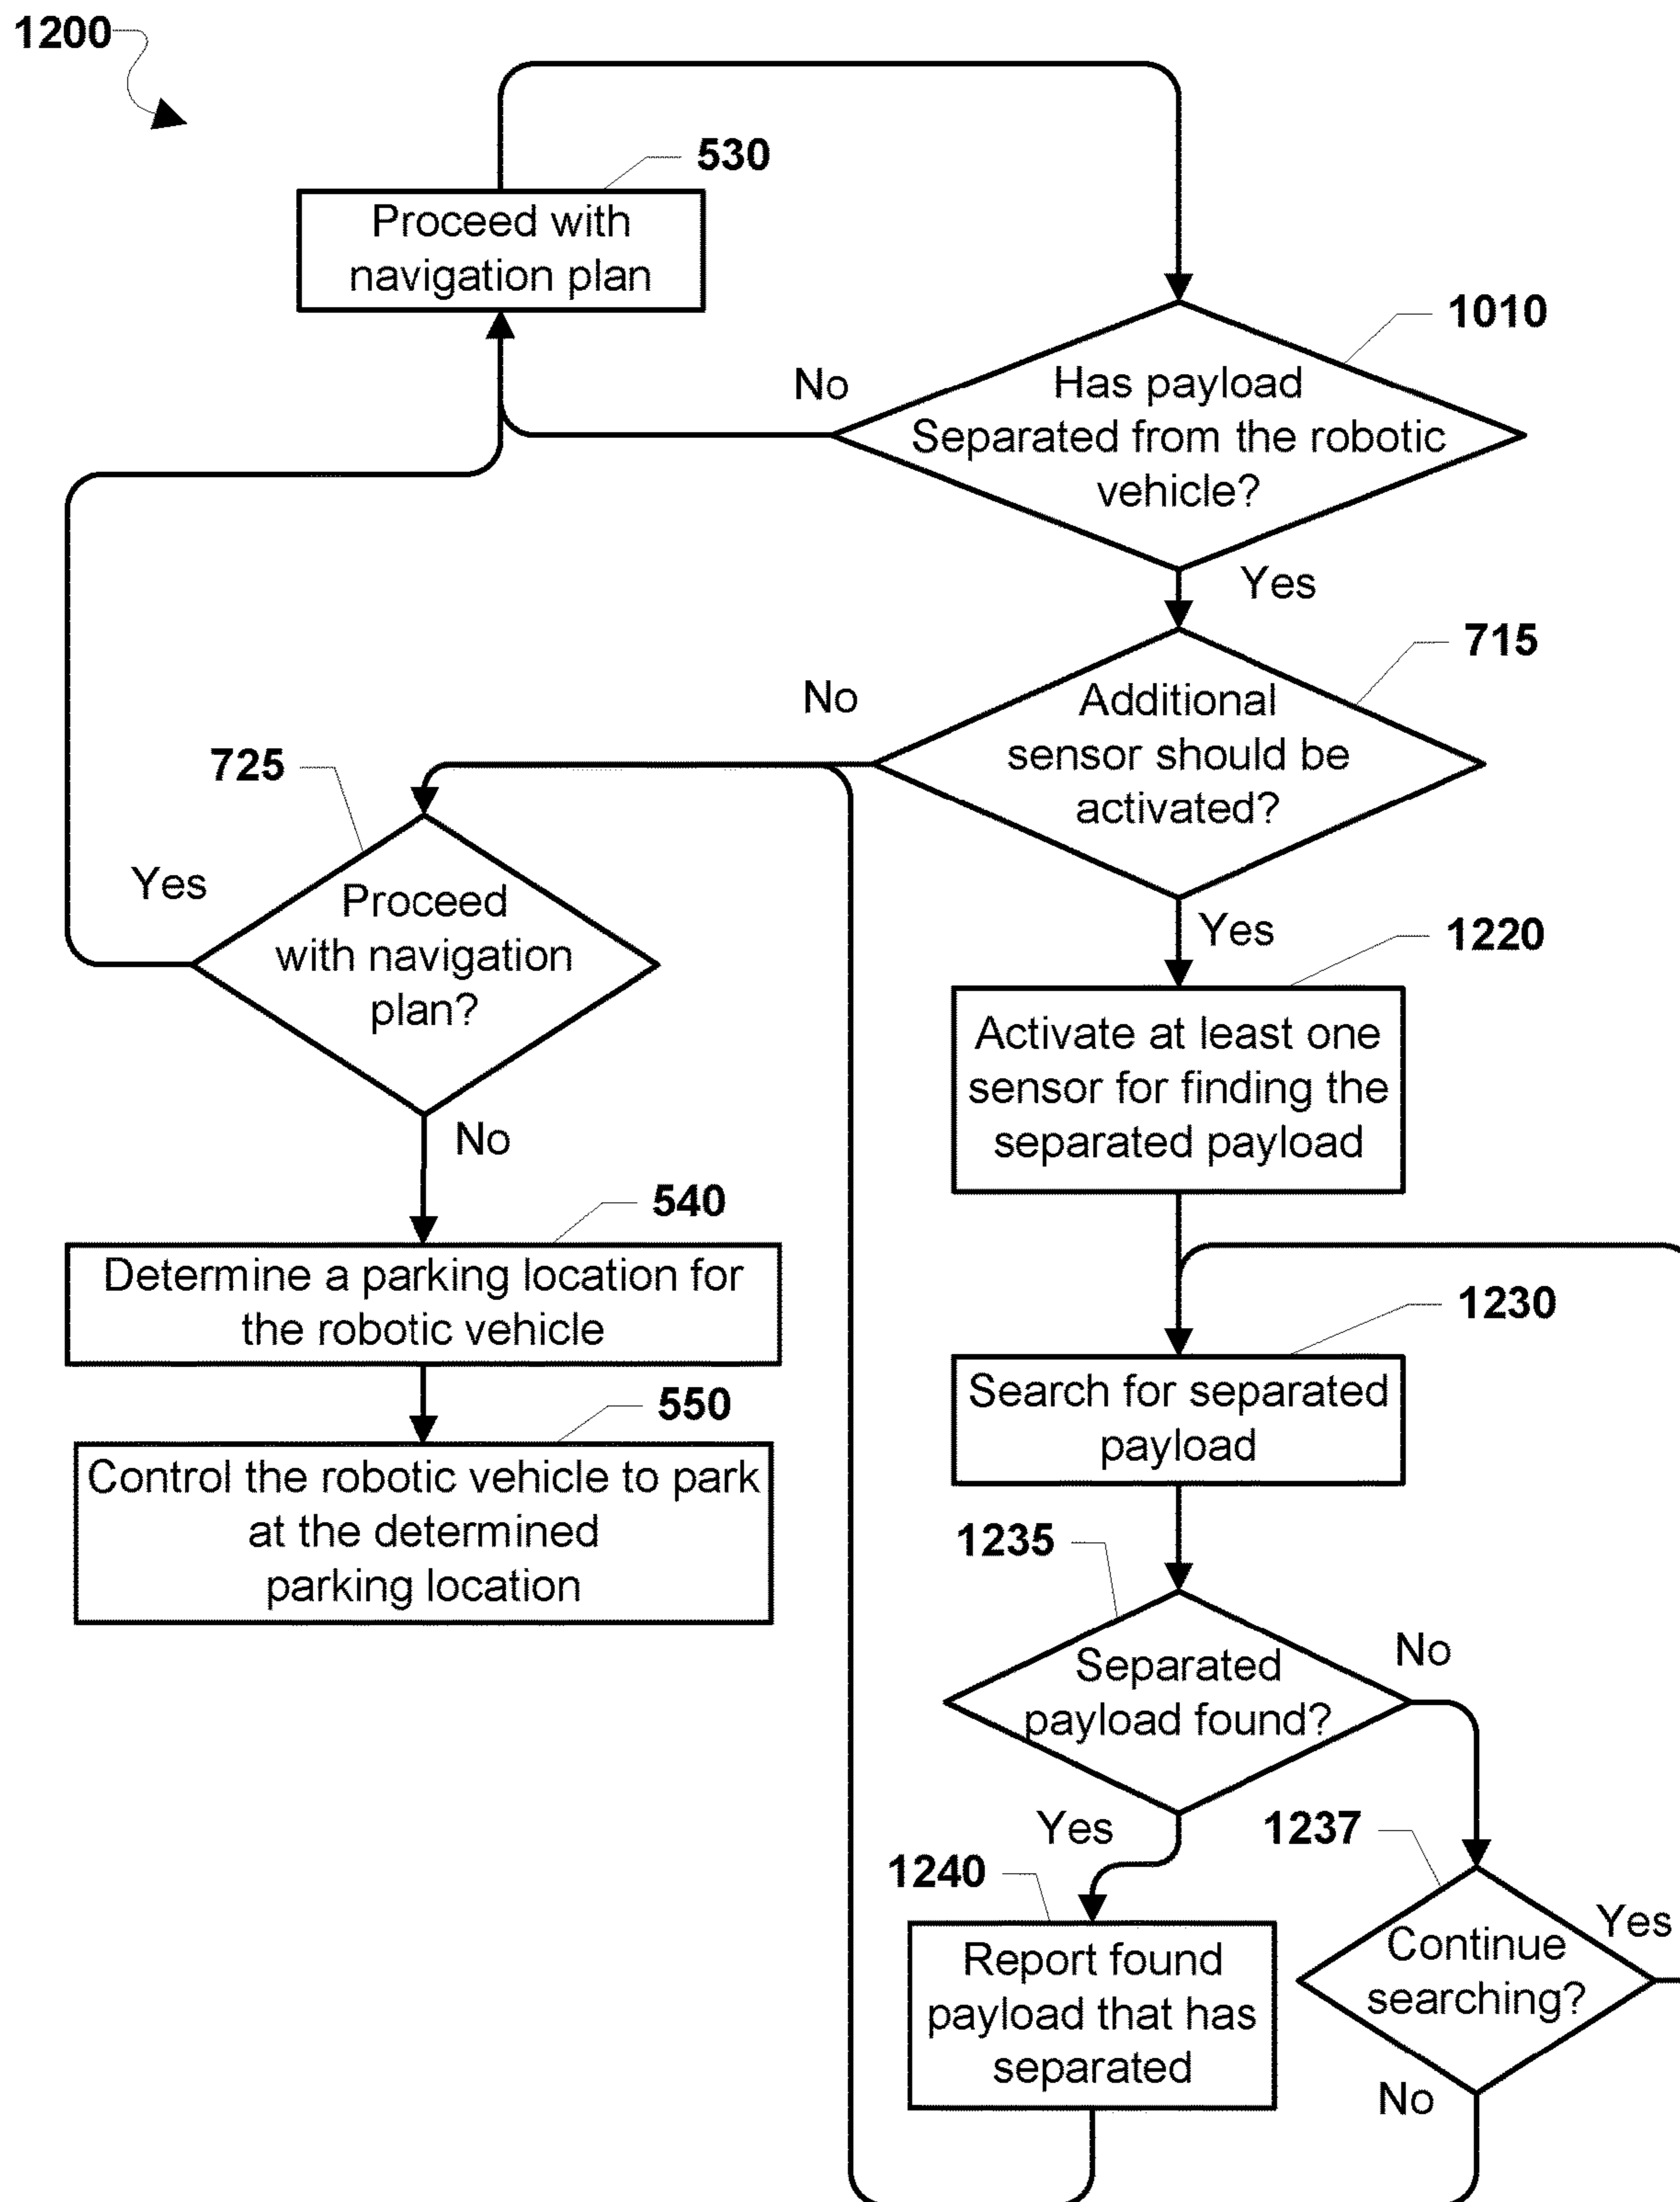 1200
530
Proceed with
navigation plan
1010
No
Has payload
Separated from the robotic
vehicle?
Yes
715
No
Additional
sensor should be
activated?
725
Yes
Proceed
with navigation
plan?
Yes
1220
Activate at least one
sensor for finding the
separated payload
No
540
Determine a parking location for
the robotic vehicle
1230
Search for separated
payload
550
Control the robotic vehicle to park
at the determined
parking location
1235
No
Separated
payload found?
Yes
1237
1240
Yes
Continue
searching?
Report found
payload that has
separated
No